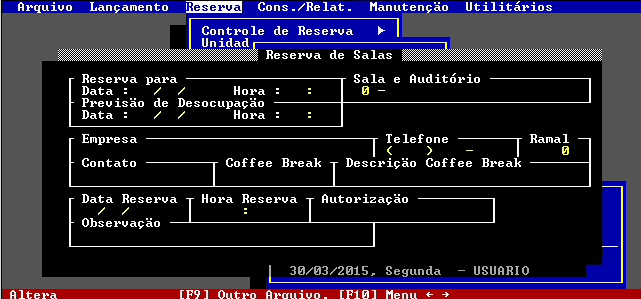 Arquivo Lançamento Reserva Cons./Relat. Manutenção Utilitários
Controle de Reserva ►
Unidad
Reserva de Salas
Reserva para Sala e Auditório
Data : / / Hora : : 0 -
Previsão de Desocupação
Data : / / Hora : :
Empresa Telefone Ramal
( ) - 0
Contato Coffee Break Descrição Coffee Break
Data Reserva Hora Reserva Autorização
/ / :
Observação
30/03/2015, Segunda - USUARIO
Altera [F9] Outro Arquivo. [F10] Menu ← →